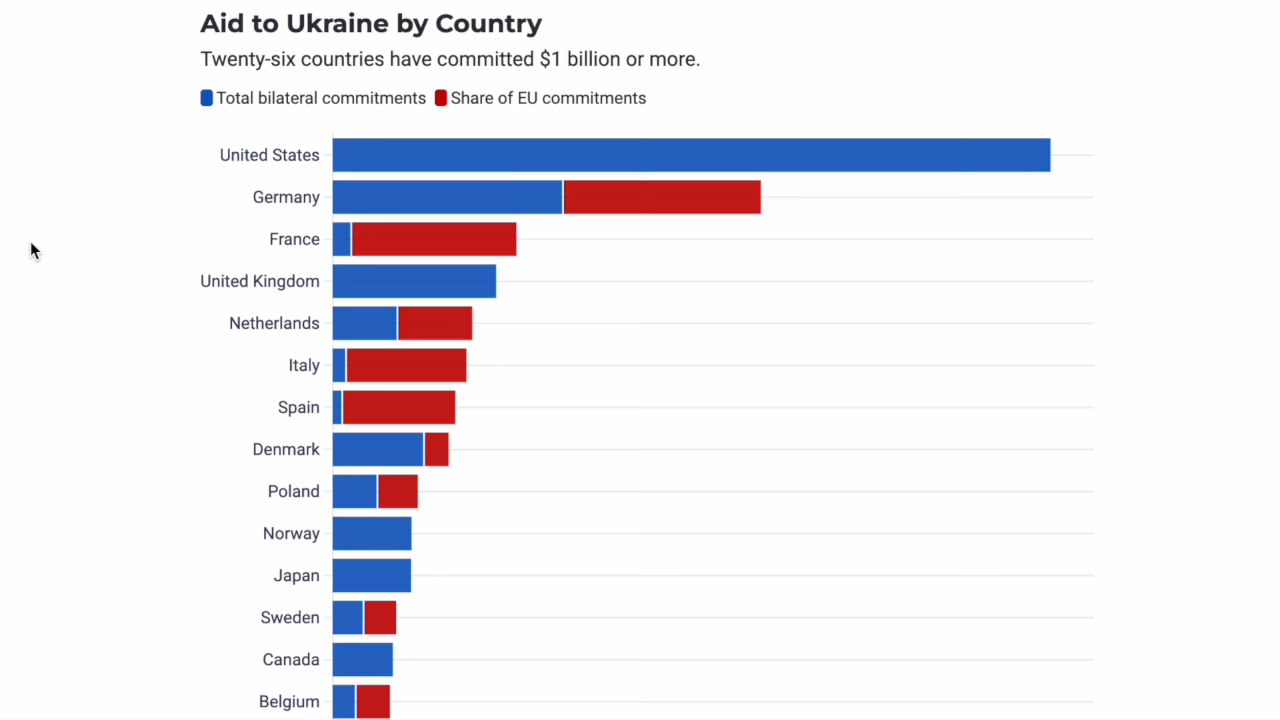 Aid to Ukraine by Country
Twenty-six countries have committed $1 billion or more.
Total bilateral commitments Share of EU commitments
United States
Germany
France
United Kingdom
Netherlands
Italy
Spain
Denmark
Poland
Norway
Japan
Sweden
Canada
Belgium